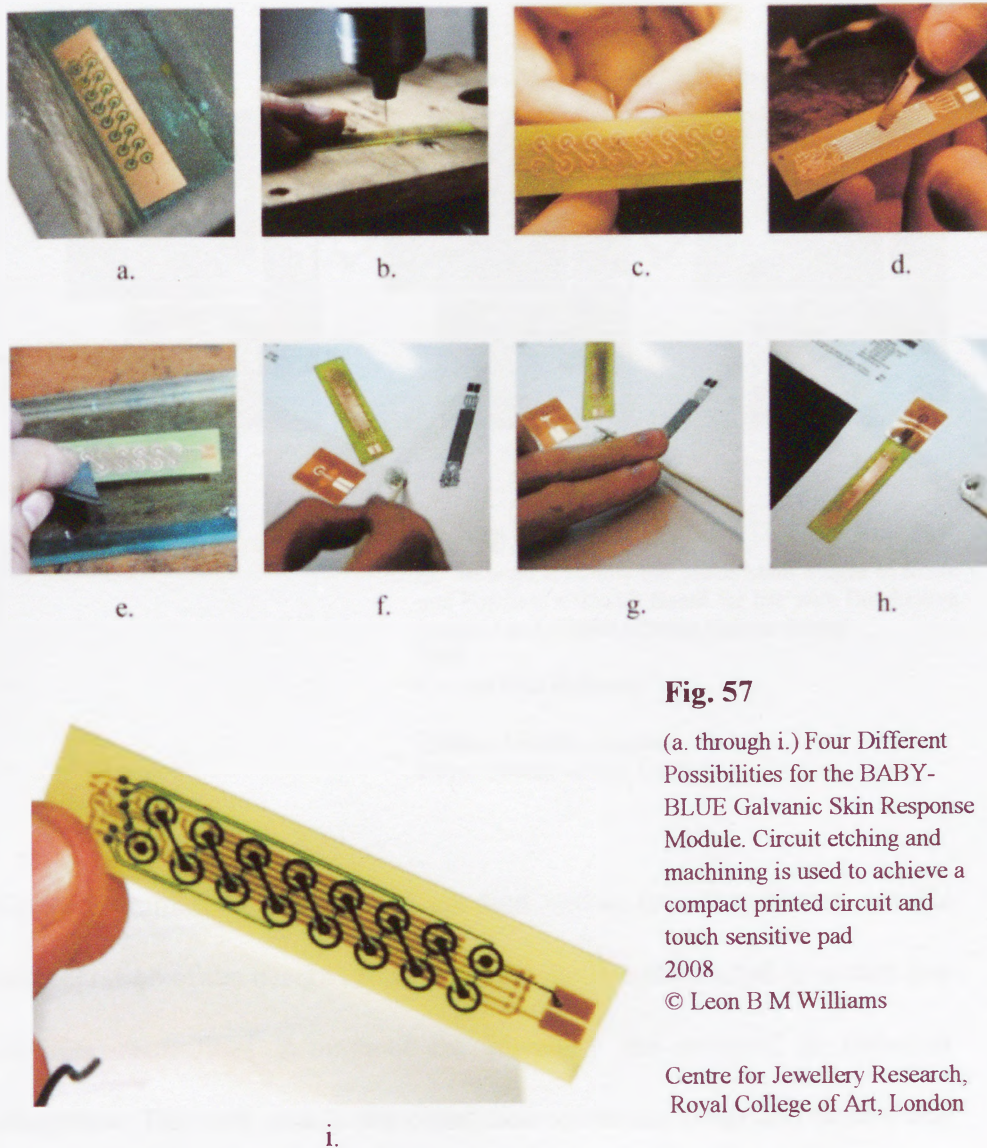 a.
b.
c.
d.
e.
f.
g.
h.
Fig. 57
(a. through i.) Four Different
Possibilities for the BABY-
BLUE Galvanic Skin Response
Module. Circuit etching and
machining is used to achieve a
compact printed circuit and
touch sensitive pad
2008
© Leon B M Williams
Centre for Jewellery Research,
Royal College of Art, London
i.